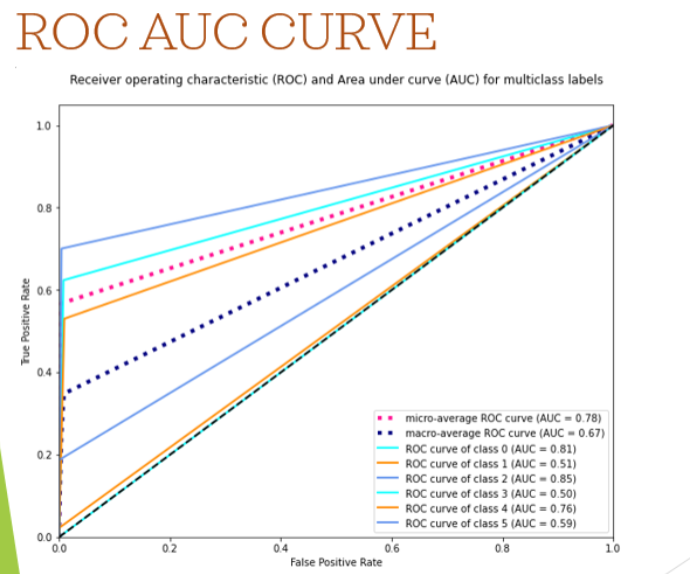 ROC AUC CURVE
Receiver operating characteristic (ROC) and Area under curve (AUC) for multiclass labels
1.0
0.8
0.6
0.4
0.2
0.0
True Positive Rate
micro-average ROC curve (AUC = 0.78)
macro-average ROC curve (AUC = 0.67)
ROC curve of class 0 (AUC = 0.81)
ROC curve of class 1 (AUC = 0.51)
ROC curve of class 2 (AUC = 0.85)
ROC curve of class 3 (AUC = 0.50)
ROC curve of class 4 (AUC = 0.76)
ROC curve of class 5 (AUC = 0.59)
0.0 0.2 0.4 0.6 0.8 1.0
False Positive Rate